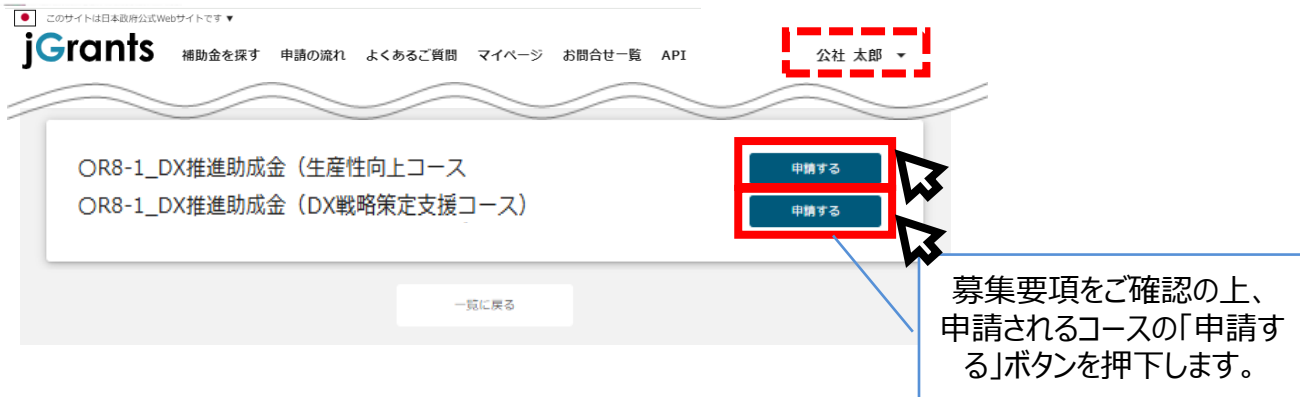 このサイトは日本政府公式Webサイトです ▼
jGrants 補助金を探す 申請の流れ よくあるご質問 マイページ お問合せ一覧 API 公社 太郎 ▼
〇R8-1_DX推進助成金（生産性向上コース 申請する
〇R8-1_DX推進助成金（DX戦略策定支援コース） 申請する
一覧に戻る
募集要項をご確認の上、
申請されるコースの「申請す
る」ボタンを押下します。